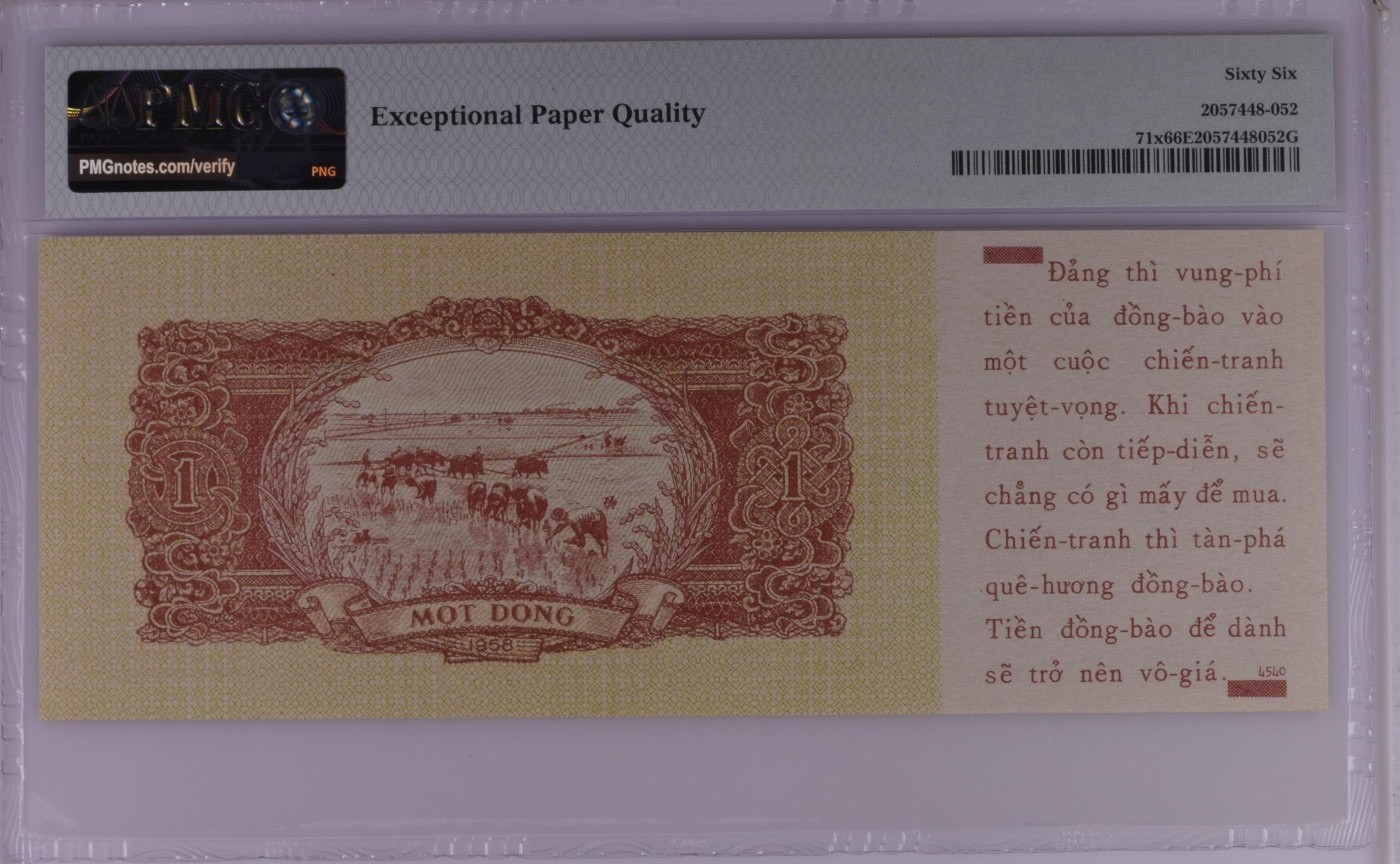 PMG
PMGnotes.com/verify
PNG
Exceptional Paper Quality
Sixty Six
2057448-052
71x66E2057448052G
1
1
MOT DONG
1958
Đảng thì vung-phí
tiền của đồng-bào vào
một cuộc chiến-tranh
tuyệt-vọng. Khi chiến-
tranh còn tiếp-diễn, sẽ
chẳng có gì mấy để mua.
Chiến-tranh thì tàn-phá
quê-hương đồng-bào.
Tiền đồng-bào để dành
sẽ trở nên vô-giá.
4540